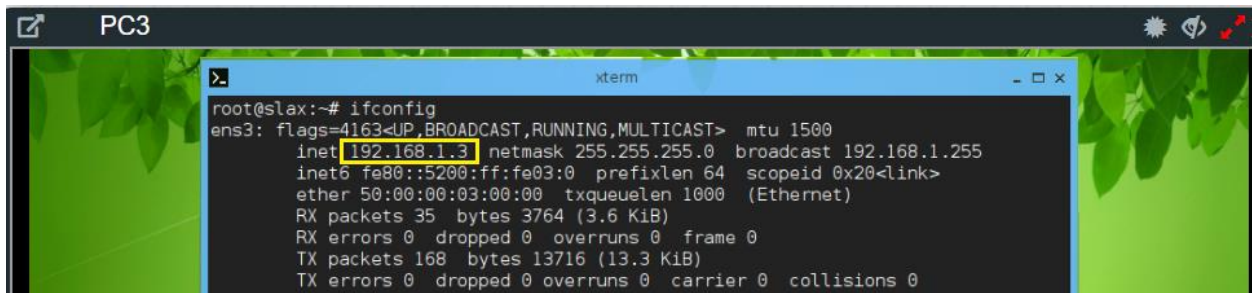 PC3
xterm
root@slax:~# ifconfig
ens3: flags=4163<UP,BROADCAST,RUNNING,MULTICAST>  mtu 1500
inet 192.168.1.3  netmask 255.255.255.0  broadcast 192.168.1.255
inet6 fe80::5200:ff:fe03:0  prefixlen 64  scopeid 0x20<link>
ether 50:00:00:03:00:00  txqueuelen 1000  (Ethernet)
RX packets 35  bytes 3764 (3.6 KiB)
RX errors 0  dropped 0  overruns 0  frame 0
TX packets 168  bytes 13716 (13.3 KiB)
TX errors 0  dropped 0 overruns 0  carrier 0  collisions 0